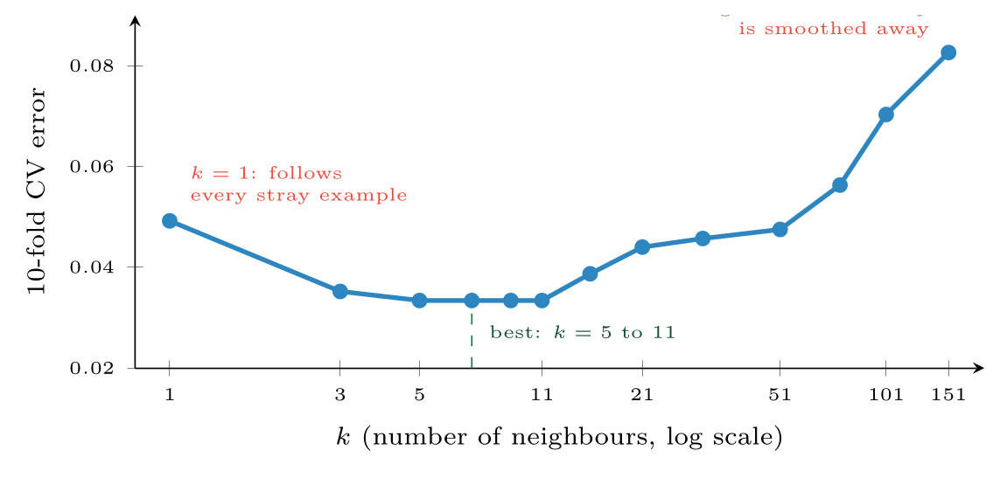 is smoothed away
0.08
0.06
0.04
0.02
10-fold CV error
k = 1: follows
every stray example
best: k = 5 to 11
1 3 5 11 21 51 101 151
k (number of neighbours, log scale)